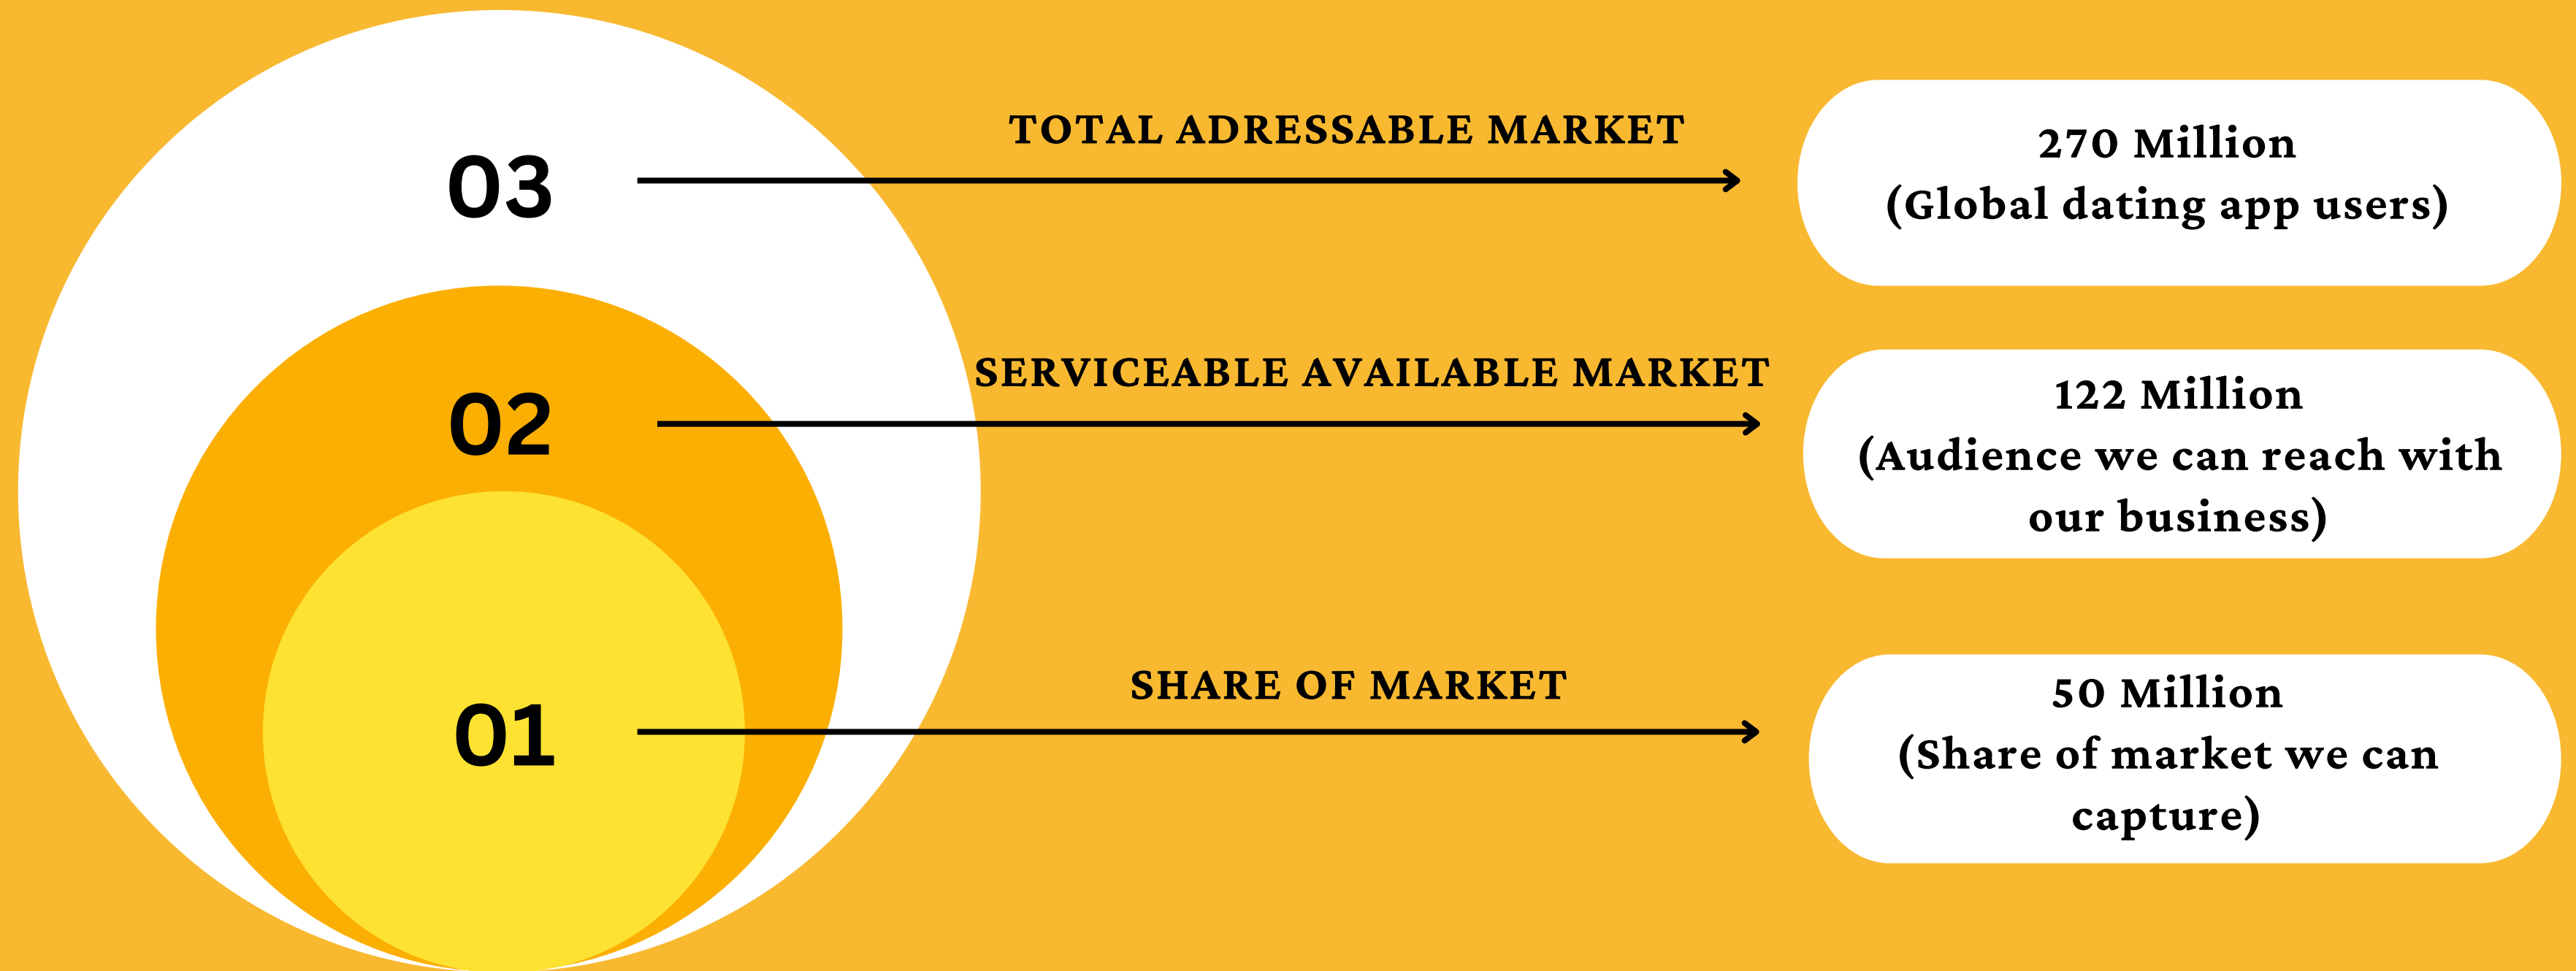 03
TOTAL ADRESSABLE MARKET
270 Million
(Global dating app users)
02
SERVICEABLE AVAILABLE MARKET
122 Million
(Audience we can reach with
our business)
01
SHARE OF MARKET
50 Million
(Share of market we can
capture)